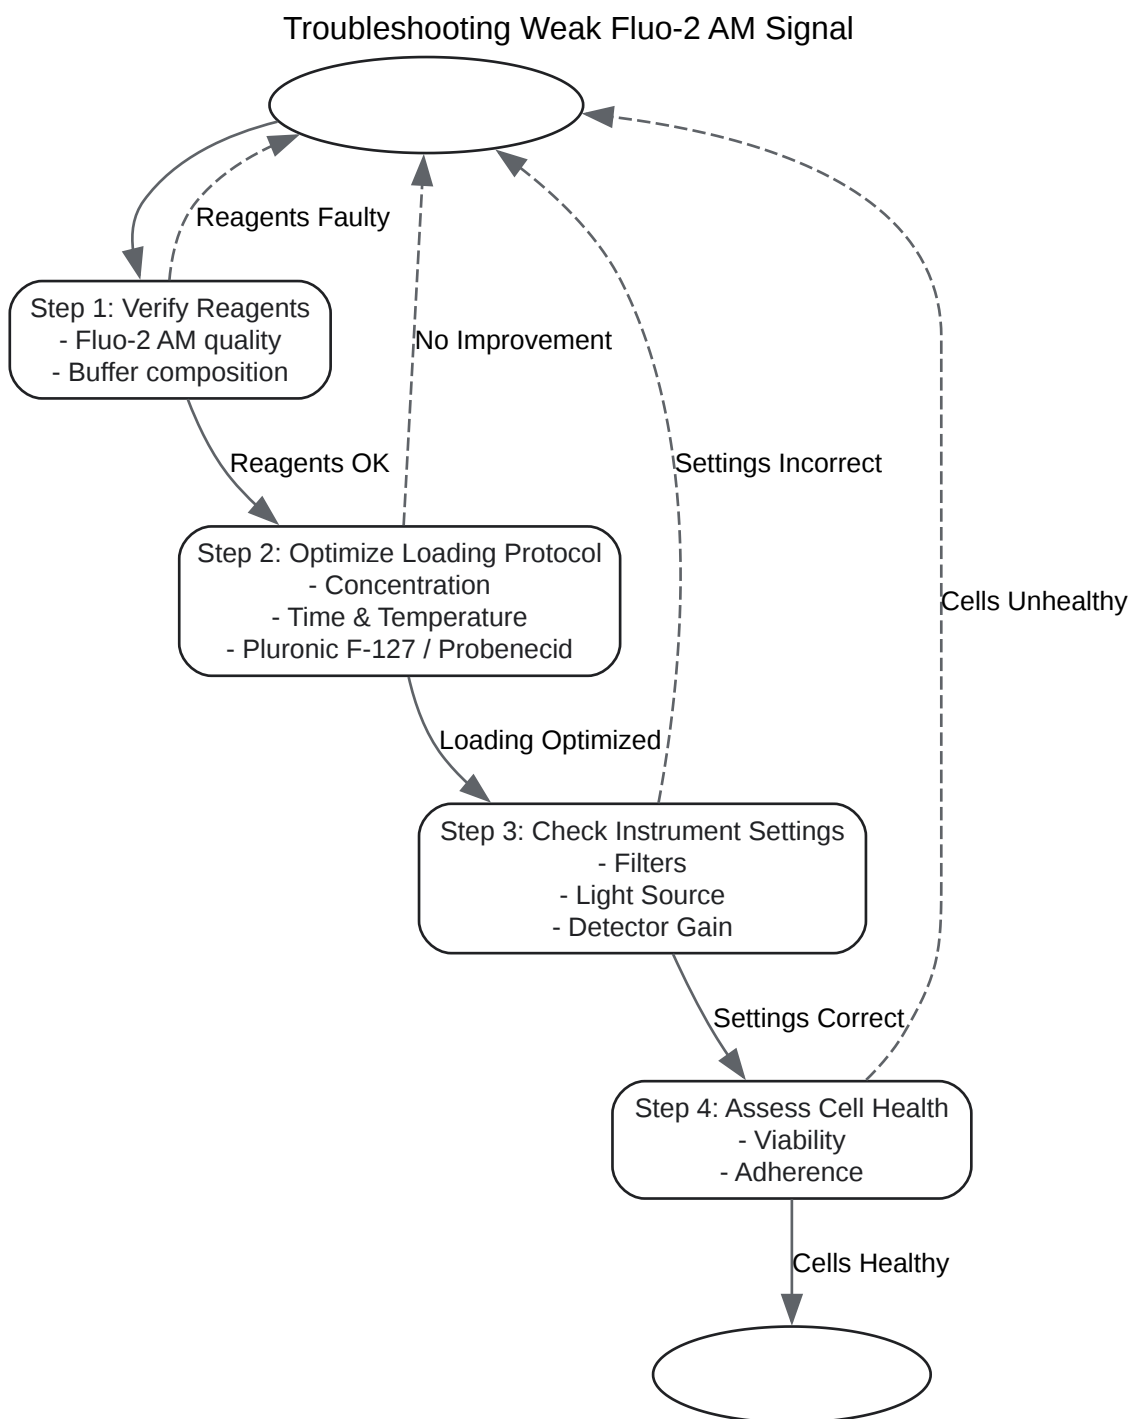 Troubleshooting Weak Fluo-2 AM Signal
Reagents Faulty
Step 1: Verify Reagents
- Fluo-2 AM quality
- Buffer composition
No Improvement
Reagents OK
Settings Incorrect
Step 2: Optimize Loading Protocol
- Concentration
- Time & Temperature
- Pluronic F-127 / Probenecid
Cells Unhealthy
Loading Optimized
Step 3: Check Instrument Settings
- Filters
- Light Source
- Detector Gain
Settings Correct
Step 4: Assess Cell Health
- Viability
- Adherence
Cells Healthy